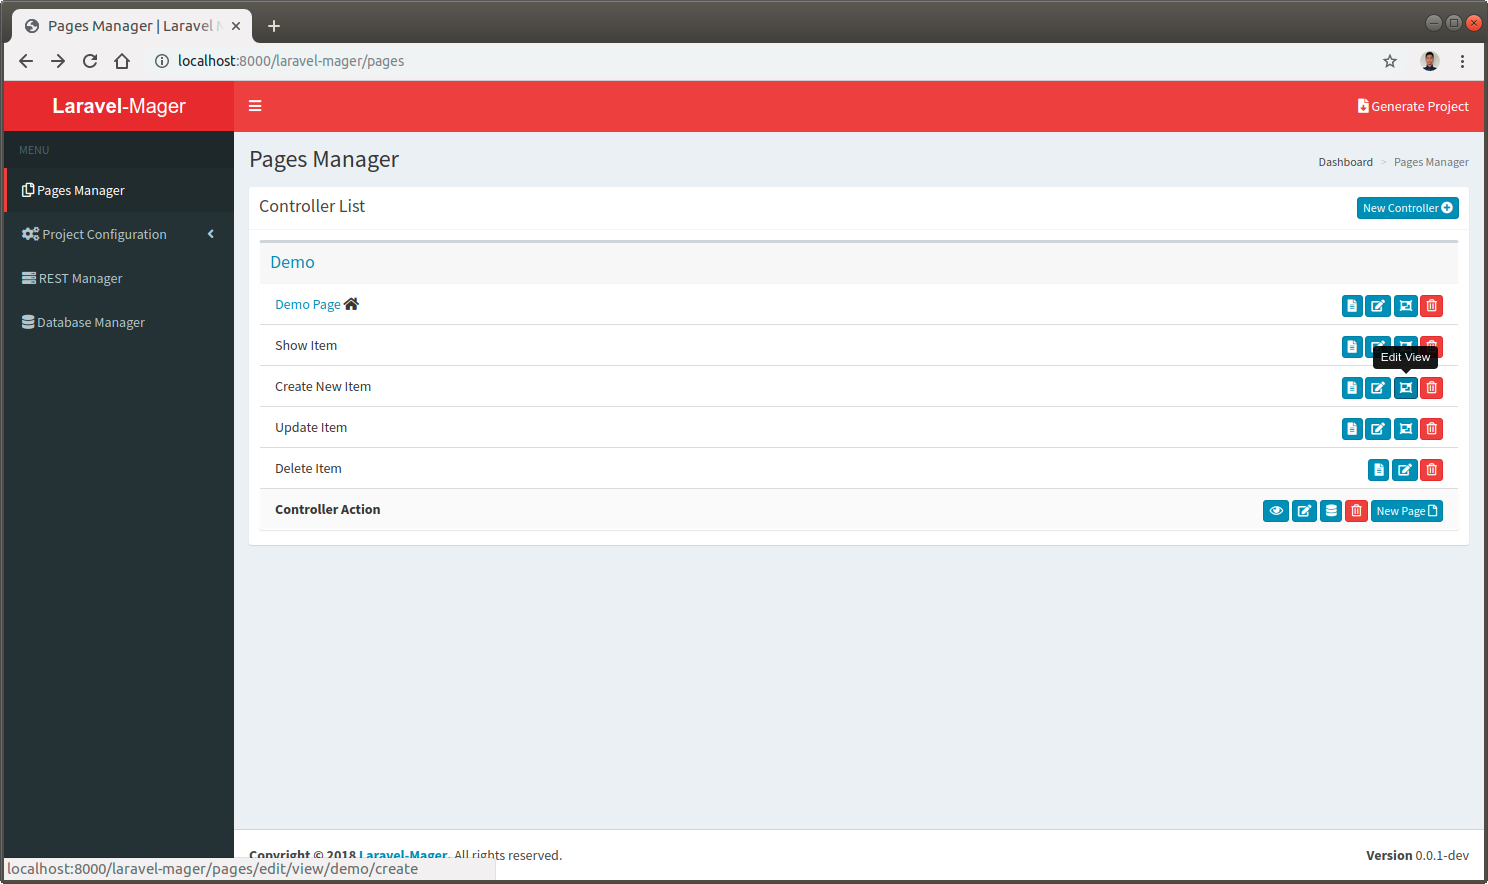 Pages Manager | Laravel
localhost:8000/laravel-mager/pages
Laravel-Mager
Generate Project
MENU
Pages Manager
Project Configuration
REST Manager
Database Manager
Pages Manager
Dashboard > Pages Manager
Controller List
New Controller
Demo
Demo Page
Show Item
Edit View
Create New Item
Update Item
Delete Item
Controller Action
New Page
Copyright © 2018 Laravel-Mager. All rights reserved.
Version 0.0.1-dev
localhost:8000/laravel-mager/pages/edit/view/demo/create